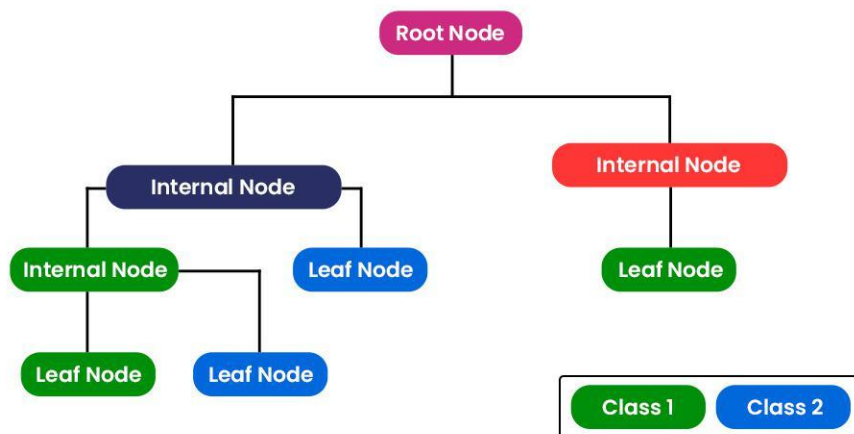 Root Node
Internal Node
Internal Node
Internal Node
Leaf Node
Leaf Node
Leaf Node
Leaf Node
Class 1
Class 2